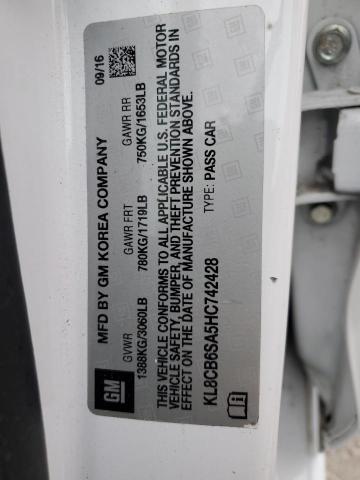 MFD BY GM KOREA COMPANY 09/16
GVWR GAWR FRT GAWR RR
1388KG/3060LB 780KG/1719LB 750KG/1653LB
THIS VEHICLE CONFORMS TO ALL APPLICABLE U.S. FEDERAL MOTOR
VEHICLE SAFETY, BUMPER, AND THEFT PREVENTION STANDARDS IN
EFFECT ON THE DATE OF MANUFACTURE SHOWN ABOVE.
KL8CB6SA5HC742428 TYPE: PASS CAR
GM